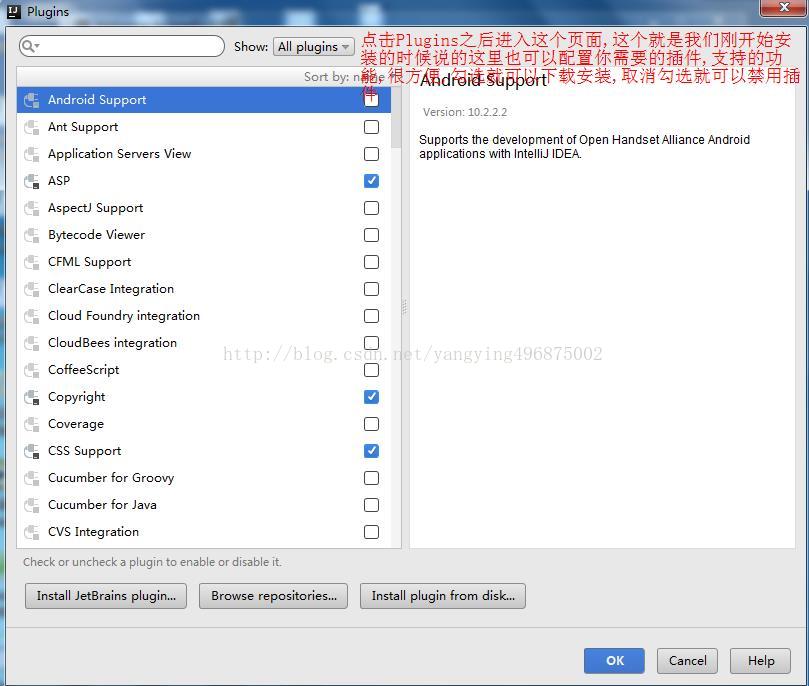 Plugins
Show: All plugins
点击Plugins之后进入这个页面,这个就是我们刚开始安
装的时候说的这里也可以配置你需要的插件,支持的功
能,很方便,勾选就可以下载安装,取消勾选就可以禁用插
件
Sort by: name
Android Support
Ant Support
Application Servers View
ASP
AspectJ Support
Bytecode Viewer
CFML Support
ClearCase Integration
Cloud Foundry integration
CloudBees integration
CoffeeScript
Copyright
Coverage
CSS Support
Cucumber for Groovy
Cucumber for Java
CVS Integration
Android Support
Version: 10.2.2.2
Supports the development of Open Handset Alliance Android
applications with IntelliJ IDEA.
http://blog.csdn.net/yangying496875002
Check or uncheck a plugin to enable or disable it.
Install JetBrains plugin... Browse repositories... Install plugin from disk...
OK Cancel Help